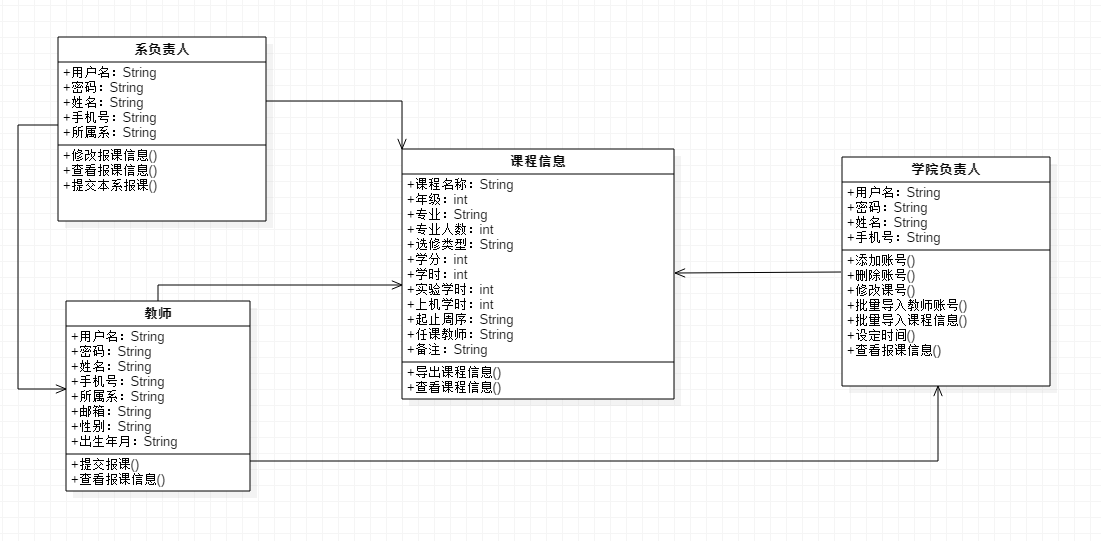 系负责人
+用户名：String
+密码：String
+姓名：String
+手机号：String
+所属系：String
+修改报课信息()
+查看报课信息()
+提交本系报课()
课程信息
+课程名称：String
+年级：int
+专业：String
+专业人数：int
+选修类型：String
+学分：int
+学时：int
+实验学时：int
+上机学时：int
+起止周序：String
+任课教师：String
+备注：String
+导出课程信息()
+查看课程信息()
学院负责人
+用户名：String
+密码：String
+姓名：String
+手机号：String
+添加账号()
+删除账号()
+修改课号()
+批量导入教师账号()
+批量导入课程信息()
+设定时间()
+查看报课信息()
教师
+用户名：String
+密码：String
+姓名：String
+手机号：String
+所属系：String
+邮箱：String
+性别：String
+出生年月：String
+提交报课()
+查看报课信息()